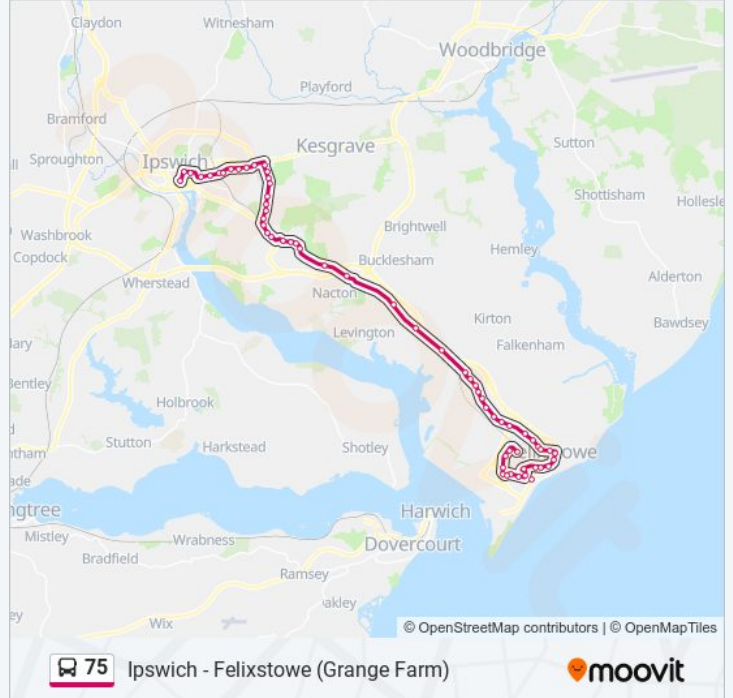 Claydon
Witnesham
Woodbridge
Playford
Bramford
Kesgrave
Sutton
Ipswich
Sproughton
Shottisham
Hollesle
Washbrook
Brightwell
Copdock
Bucklesham
Hemley
Wherstead
Nacton
Alderton
Kirton
Bawdsey
Levington
Falkenham
Bentley
Holbrook
Stutton
Harkstead
Shotley
Harwich
Mistley
Wrabness
Dovercourt
Bradfield
Ramsey
Wix
© OpenStreetMap contributors | © OpenMapTiles
75 Ipswich - Felixstowe (Grange Farm) moovit